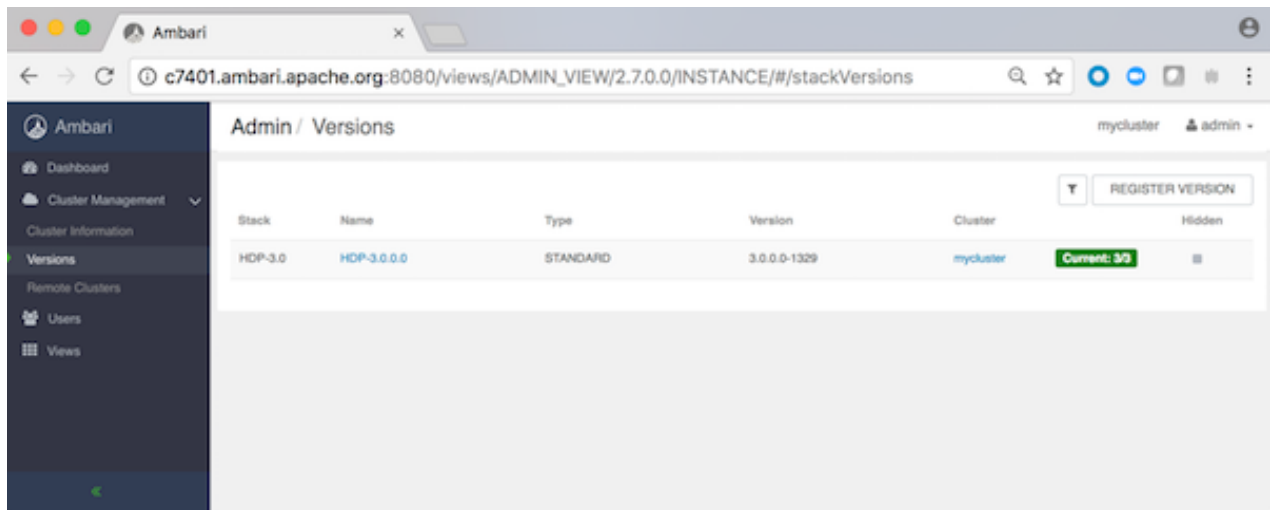 Ambari
c7401.ambari.apache.org:8080/views/ADMIN_VIEW/2.7.0.0/INSTANCE/#/stackVersions
Ambari
Admin / Versions
mycluster admin
Dashboard
Cluster Management
Cluster Information
Versions
Remote Clusters
Users
Views
REGISTER VERSION
Stack Name Type Version Cluster Hidden
HDP-3.0 HDP-3.0.0.0 STANDARD 3.0.0.0-1329 mycluster Current: 3/3